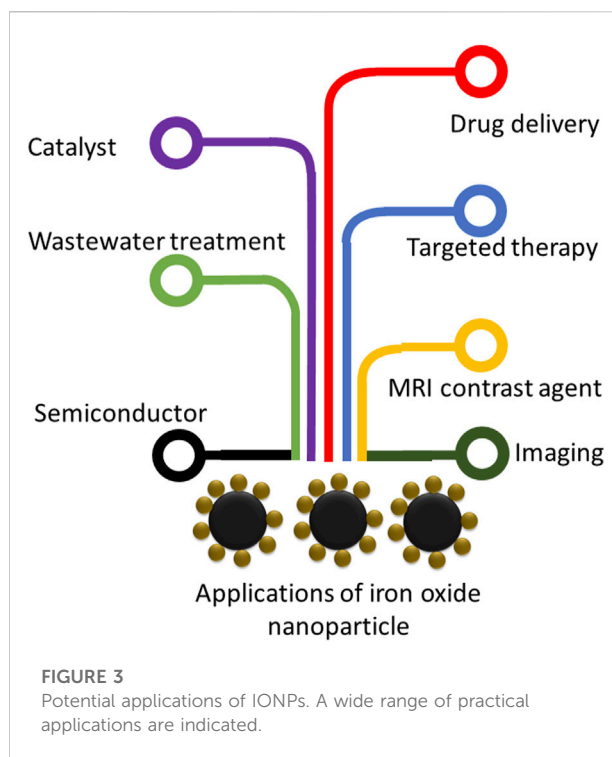 Drug delivery
Catalyst
Wastewater treatment
Targeted therapy
MRI contrast agent
Semiconductor
Imaging
Applications of iron oxide
nanoparticle
FIGURE 3
Potential applications of IONPs. A wide range of practical
applications are indicated.